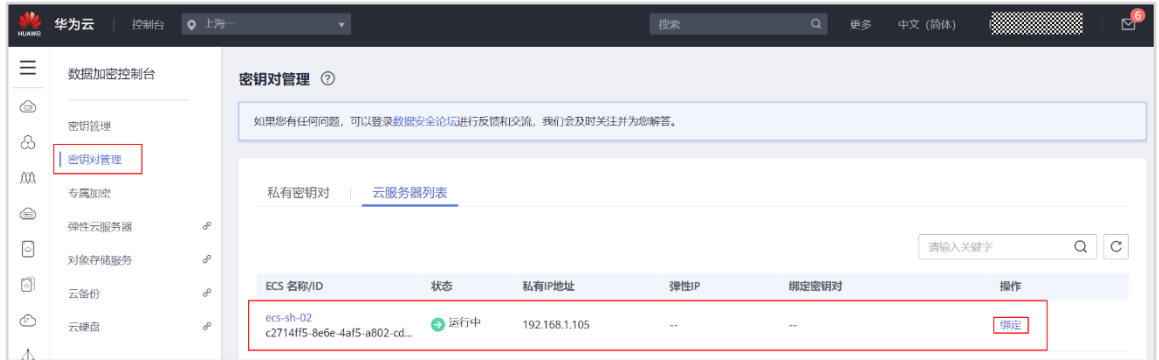 HUAWEI 华为云 控制台 上海一 搜索 更多 中文 (简体) 6
数据加密控制台
密钥对管理
如果您有任何问题，可以登录数据安全论坛进行反馈和交流，我们会及时关注并为您解答。
密钥管理
密钥对管理
专属加密
弹性云服务器
对象存储服务
云备份
云硬盘
私有密钥对 云服务器列表
请输入关键字
ECS 名称/ID 状态 私有IP地址 弹性IP 绑定密钥对 操作
ecs-sh-02 运行中 192.168.1.105 -- -- 绑定
c2714ff5-8e6e-4af5-a802-cd...